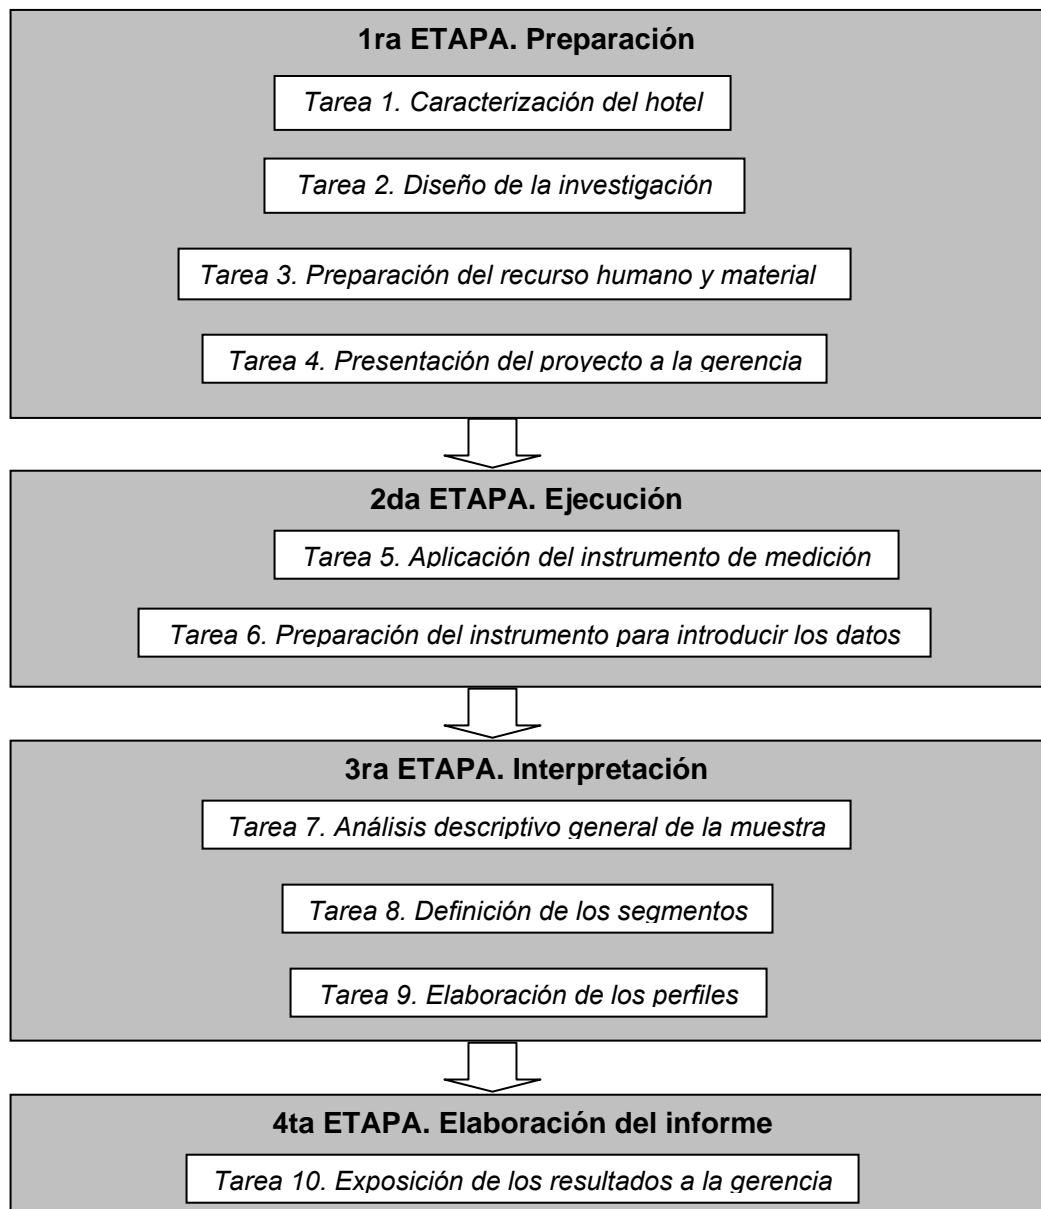 1ra ETAPA. Preparación
Tarea 1. Caracterización del hotel
Tarea 2. Diseño de la investigación
Tarea 3. Preparación del recurso humano y material
Tarea 4. Presentación del proyecto a la gerencia
2da ETAPA. Ejecución
Tarea 5. Aplicación del instrumento de medición
Tarea 6. Preparación del instrumento para introducir los datos
3ra ETAPA. Interpretación
Tarea 7. Análisis descriptivo general de la muestra
Tarea 8. Definición de los segmentos
Tarea 9. Elaboración de los perfiles
4ta ETAPA. Elaboración del informe
Tarea 10. Exposición de los resultados a la gerencia